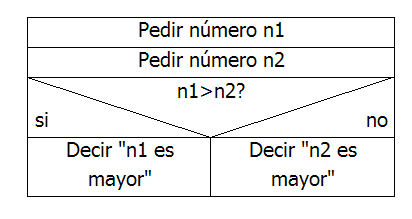 Pedir número n1
Pedir número n2
n1>n2?
si
no
Decir "n1 es
mayor"
Decir "n2 es
mayor"